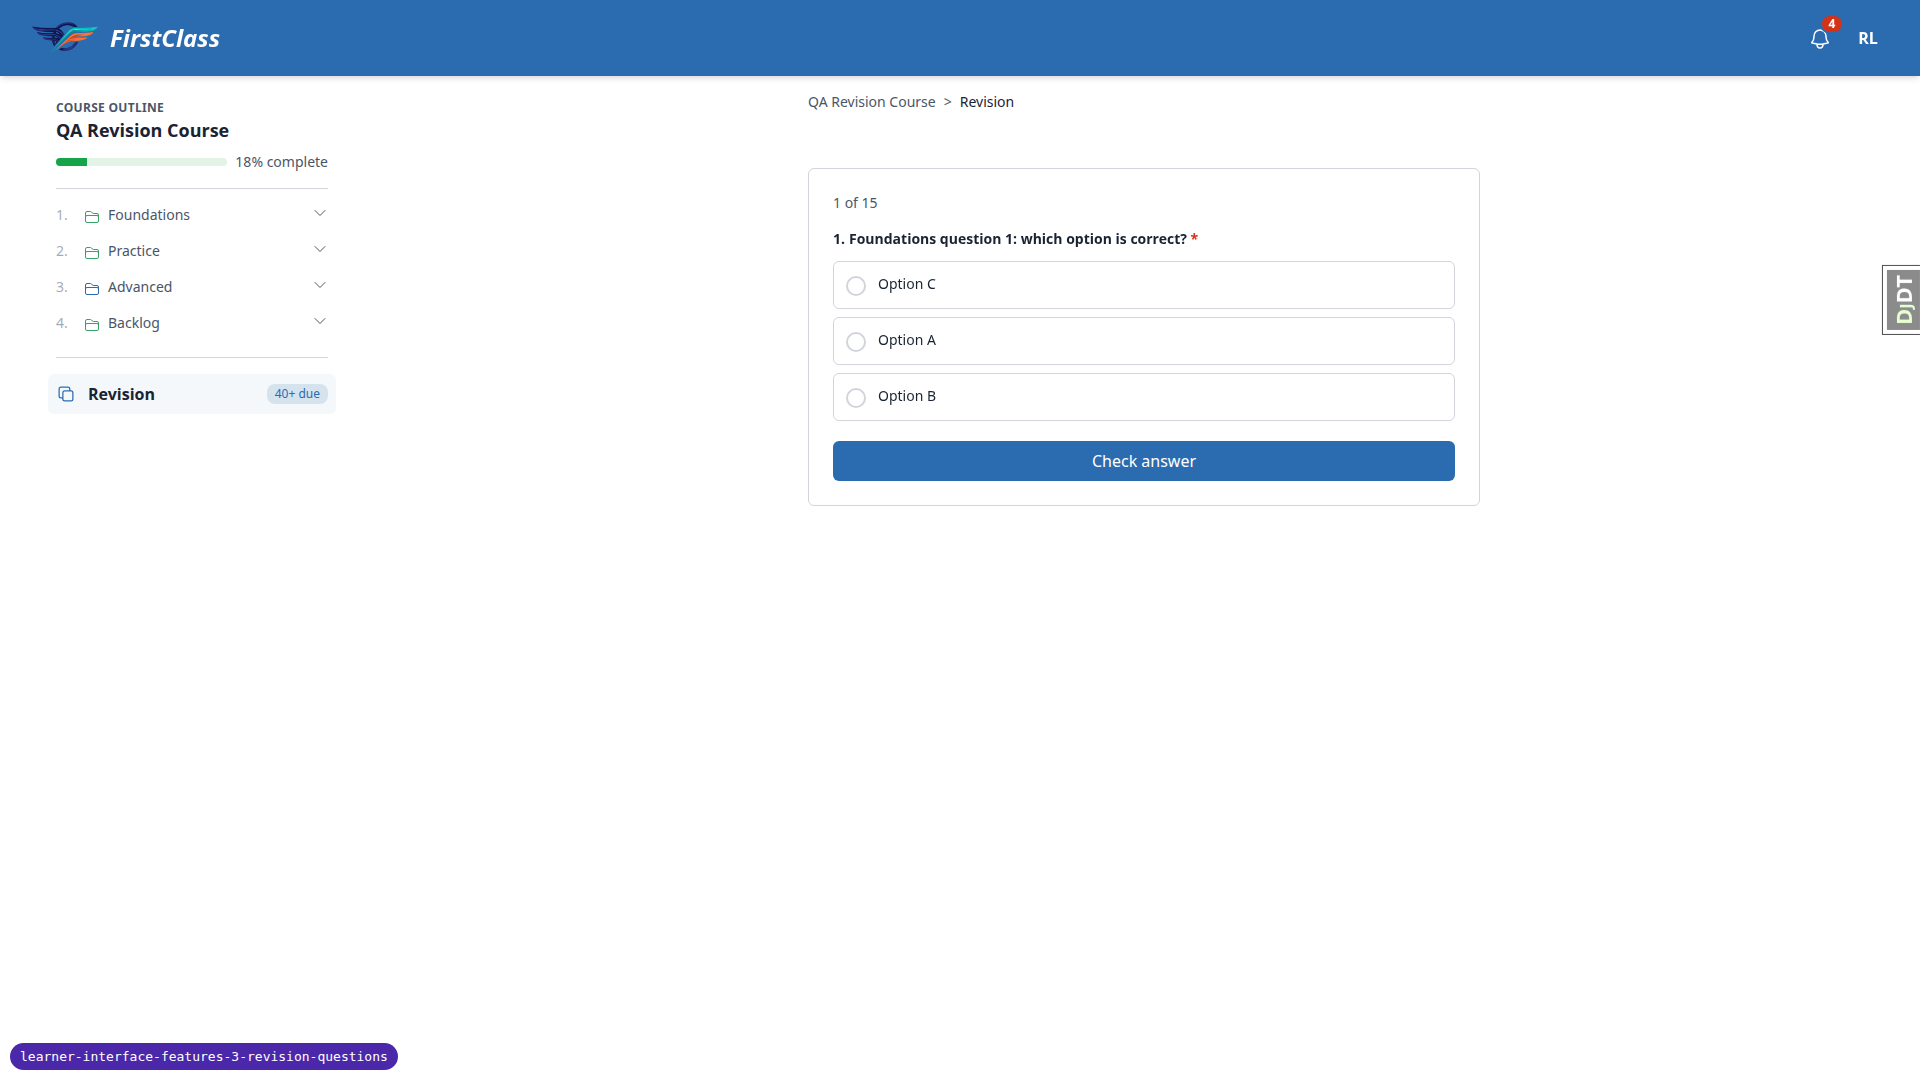 FirstClass
4
RL
COURSE OUTLINE
QA Revision Course
18% complete
1. Foundations
2. Practice
3. Advanced
4. Backlog
Revision
40+ due
QA Revision Course > Revision
1 of 15
1. Foundations question 1: which option is correct? *
Option C
Option A
Option B
Check answer
DjDT
learner-interface-features-3-revision-questions